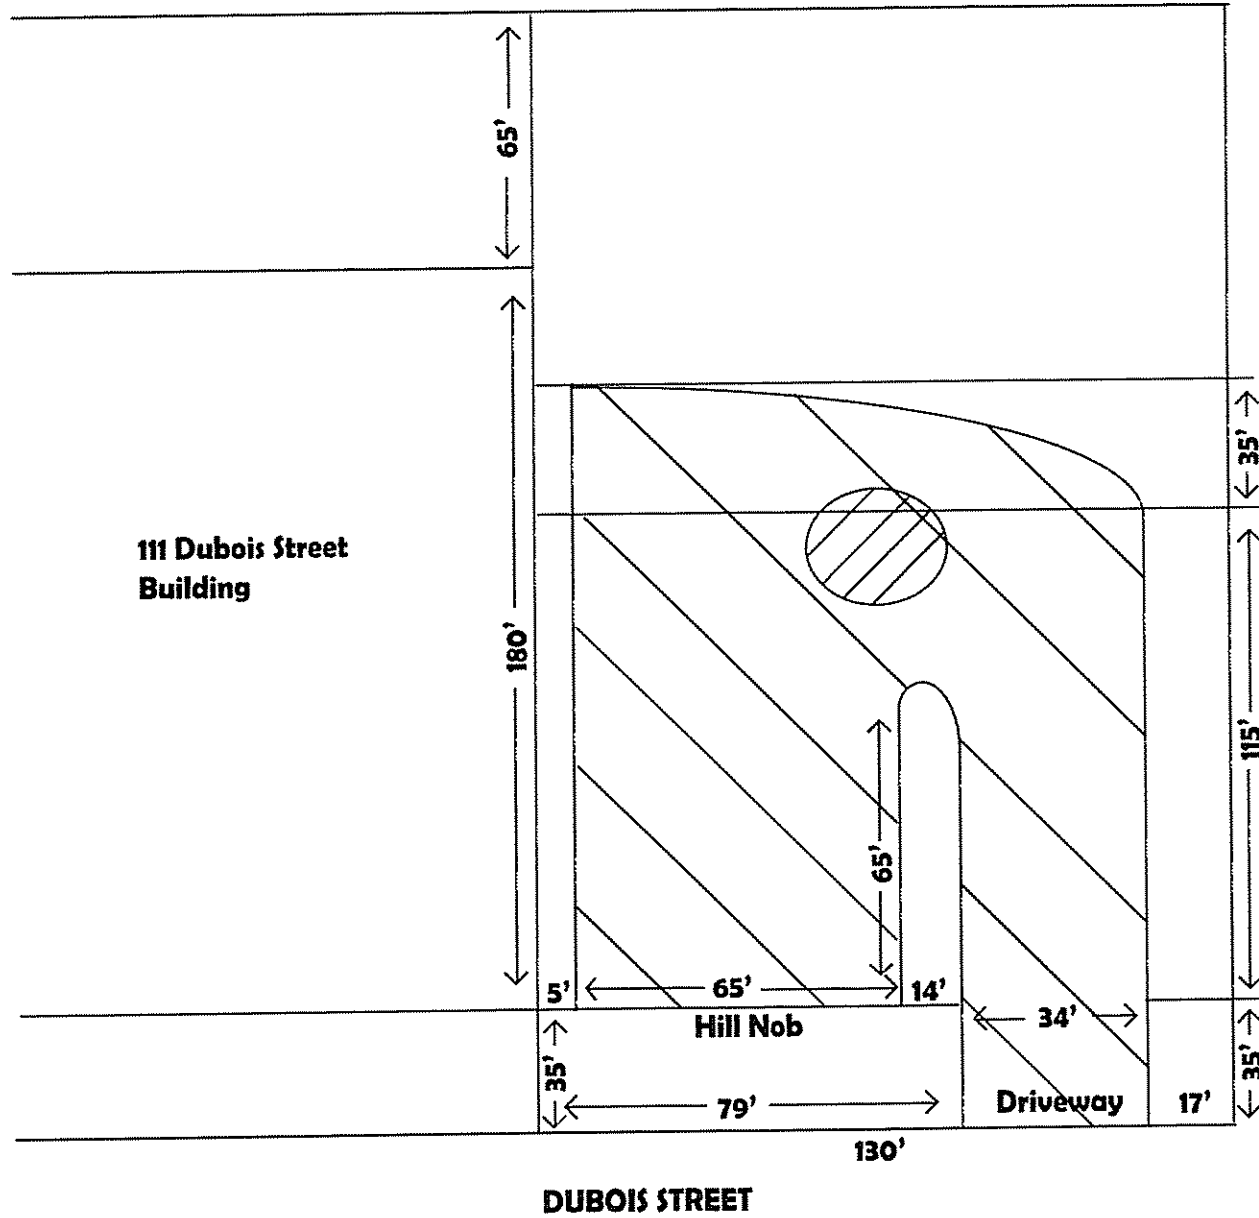 65'
35'
111 Dubois Street
Building
180'
115'
65'
5'
65'
14'
Hill Nob
34'
35'
35'
79'
Driveway
17'
130'
DUBOIS STREET